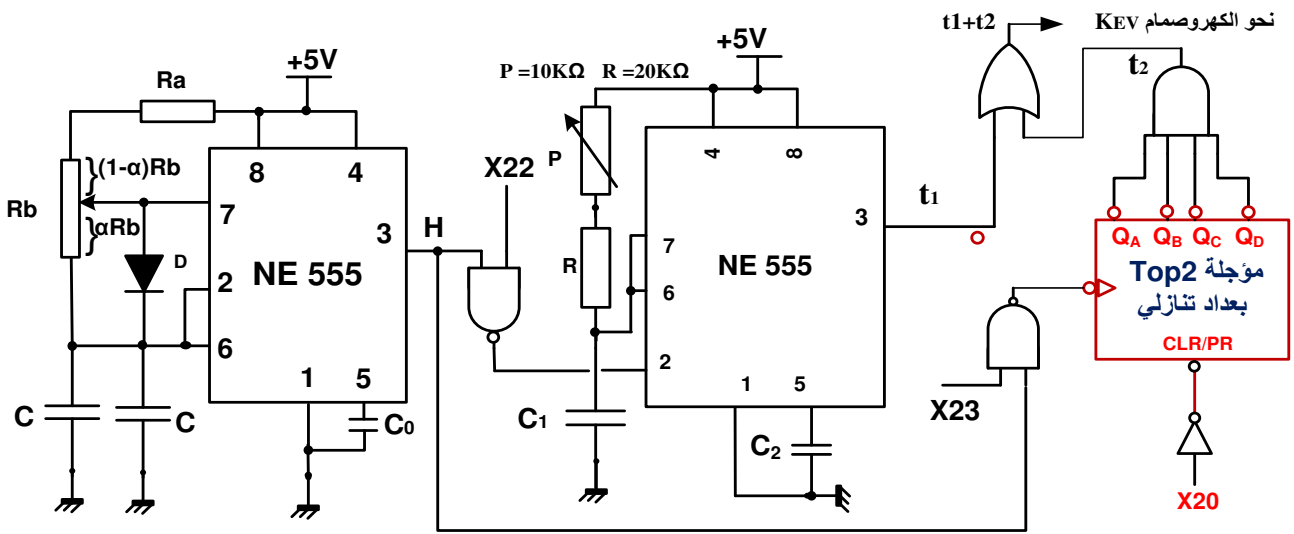 t1+t2
نحو الكهروصمام KEV
+5V
P =10KΩ R =20KΩ
+5V
t2
Ra
8
4
(1-α)Rb
Rb
αRb
D
7
2
6
3
NE 555
1
5
C
C
C0
H
X22
P
R
4
8
7
6
2
3
NE 555
1
5
C1
C2
t1
QA QB QC QD
مؤجلة Top2
بعداد تنازلي
CLR/PR
X23
X20